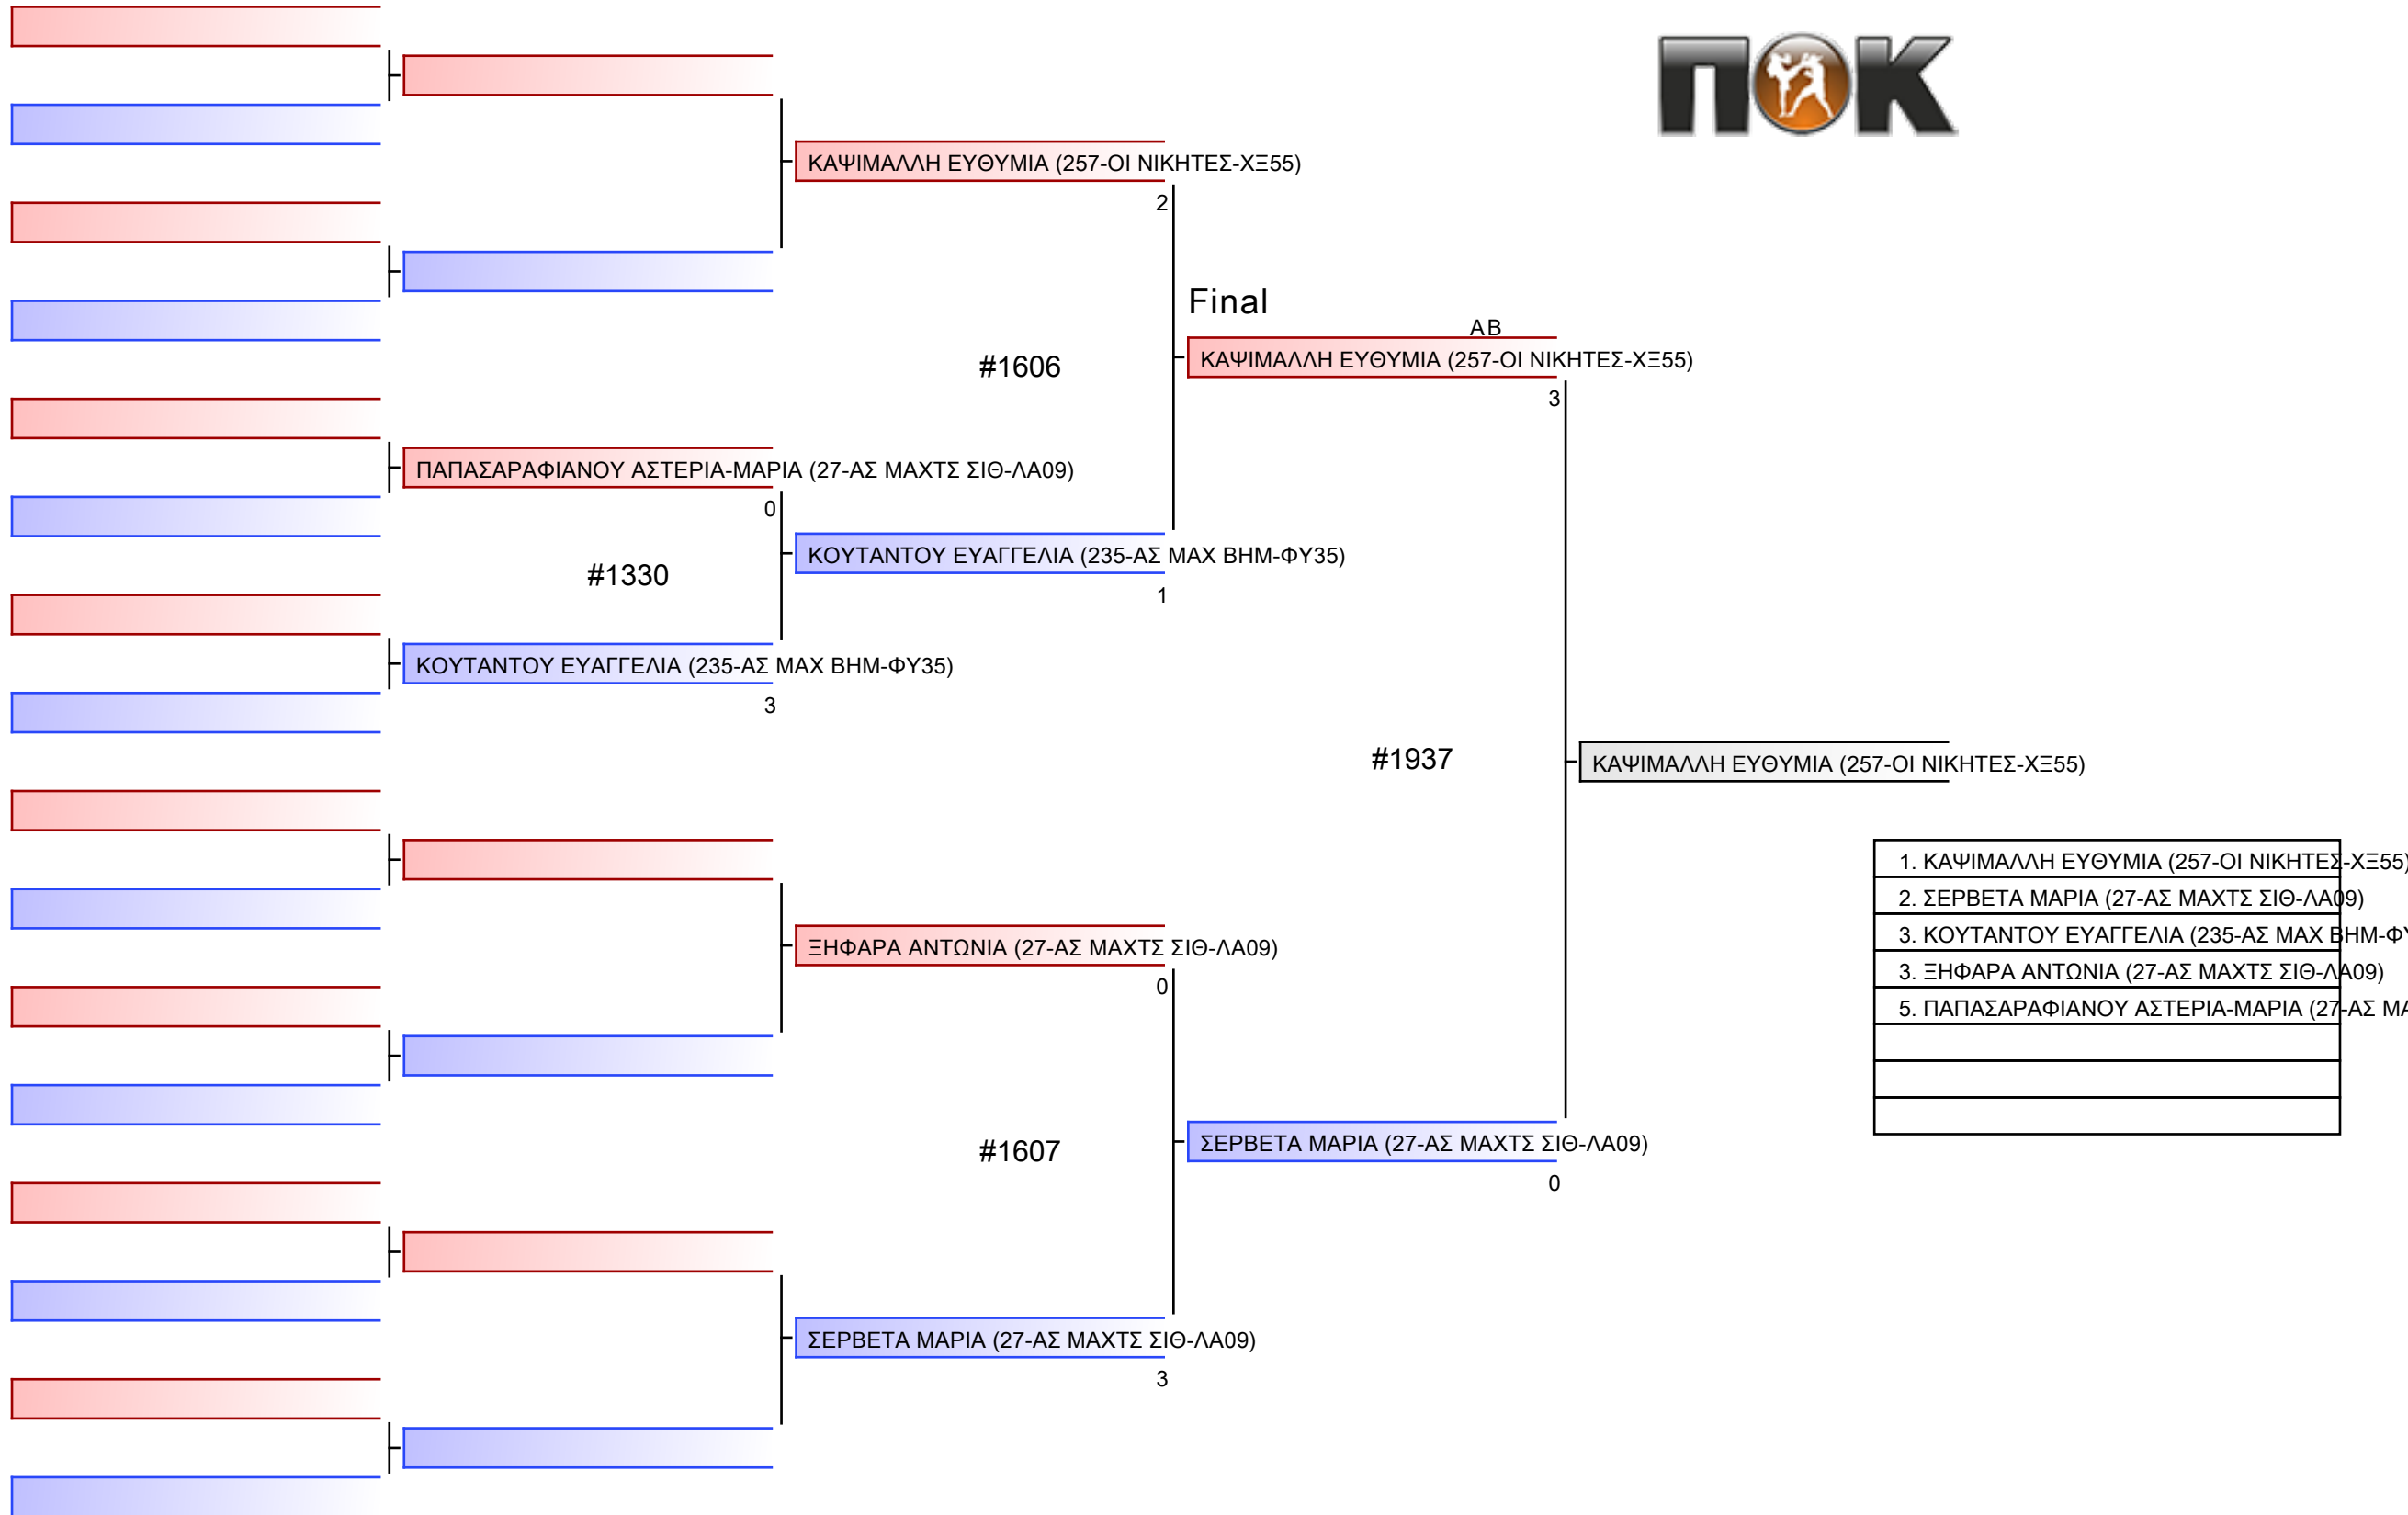 ΠΟΚ
ΚΑΨΙΜΑΛΛΗ ΕΥΘΥΜΙΑ (257-ΟΙ ΝΙΚΗΤΕΣ-ΧΞ55)
2
Final
AB
#1606
ΚΑΨΙΜΑΛΛΗ ΕΥΘΥΜΙΑ (257-ΟΙ ΝΙΚΗΤΕΣ-ΧΞ55)
3
ΠΑΠΑΣΑΡΑΦΙΑΝΟΥ ΑΣΤΕΡΙΑ-ΜΑΡΙΑ (27-ΑΣ ΜΑΧΤΣ ΣΙΘ-ΛΑ09)
0
ΚΟΥΤΑΝΤΟΥ ΕΥΑΓΓΕΛΙΑ (235-ΑΣ ΜΑΧ ΒΗΜ-ΦΥ35)
#1330
1
ΚΟΥΤΑΝΤΟΥ ΕΥΑΓΓΕΛΙΑ (235-ΑΣ ΜΑΧ ΒΗΜ-ΦΥ35)
3
#1937
ΚΑΨΙΜΑΛΛΗ ΕΥΘΥΜΙΑ (257-ΟΙ ΝΙΚΗΤΕΣ-ΧΞ55)
1. ΚΑΨΙΜΑΛΛΗ ΕΥΘΥΜΙΑ (257-ΟΙ ΝΙΚΗΤΕΣ-ΧΞ55)
2. ΣΕΡΒΕΤΑ ΜΑΡΙΑ (27-ΑΣ ΜΑΧΤΣ ΣΙΘ-ΛΑ09)
3. ΚΟΥΤΑΝΤΟΥ ΕΥΑΓΓΕΛΙΑ (235-ΑΣ ΜΑΧ ΒΗΜ-ΦΥ
3. ΞΗΦΑΡΑ ΑΝΤΩΝΙΑ (27-ΑΣ ΜΑΧΤΣ ΣΙΘ-ΛΑ09)
5. ΠΑΠΑΣΑΡΑΦΙΑΝΟΥ ΑΣΤΕΡΙΑ-ΜΑΡΙΑ (27-ΑΣ ΜΑ
ΞΗΦΑΡΑ ΑΝΤΩΝΙΑ (27-ΑΣ ΜΑΧΤΣ ΣΙΘ-ΛΑ09)
0
#1607
ΣΕΡΒΕΤΑ ΜΑΡΙΑ (27-ΑΣ ΜΑΧΤΣ ΣΙΘ-ΛΑ09)
0
ΣΕΡΒΕΤΑ ΜΑΡΙΑ (27-ΑΣ ΜΑΧΤΣ ΣΙΘ-ΛΑ09)
3